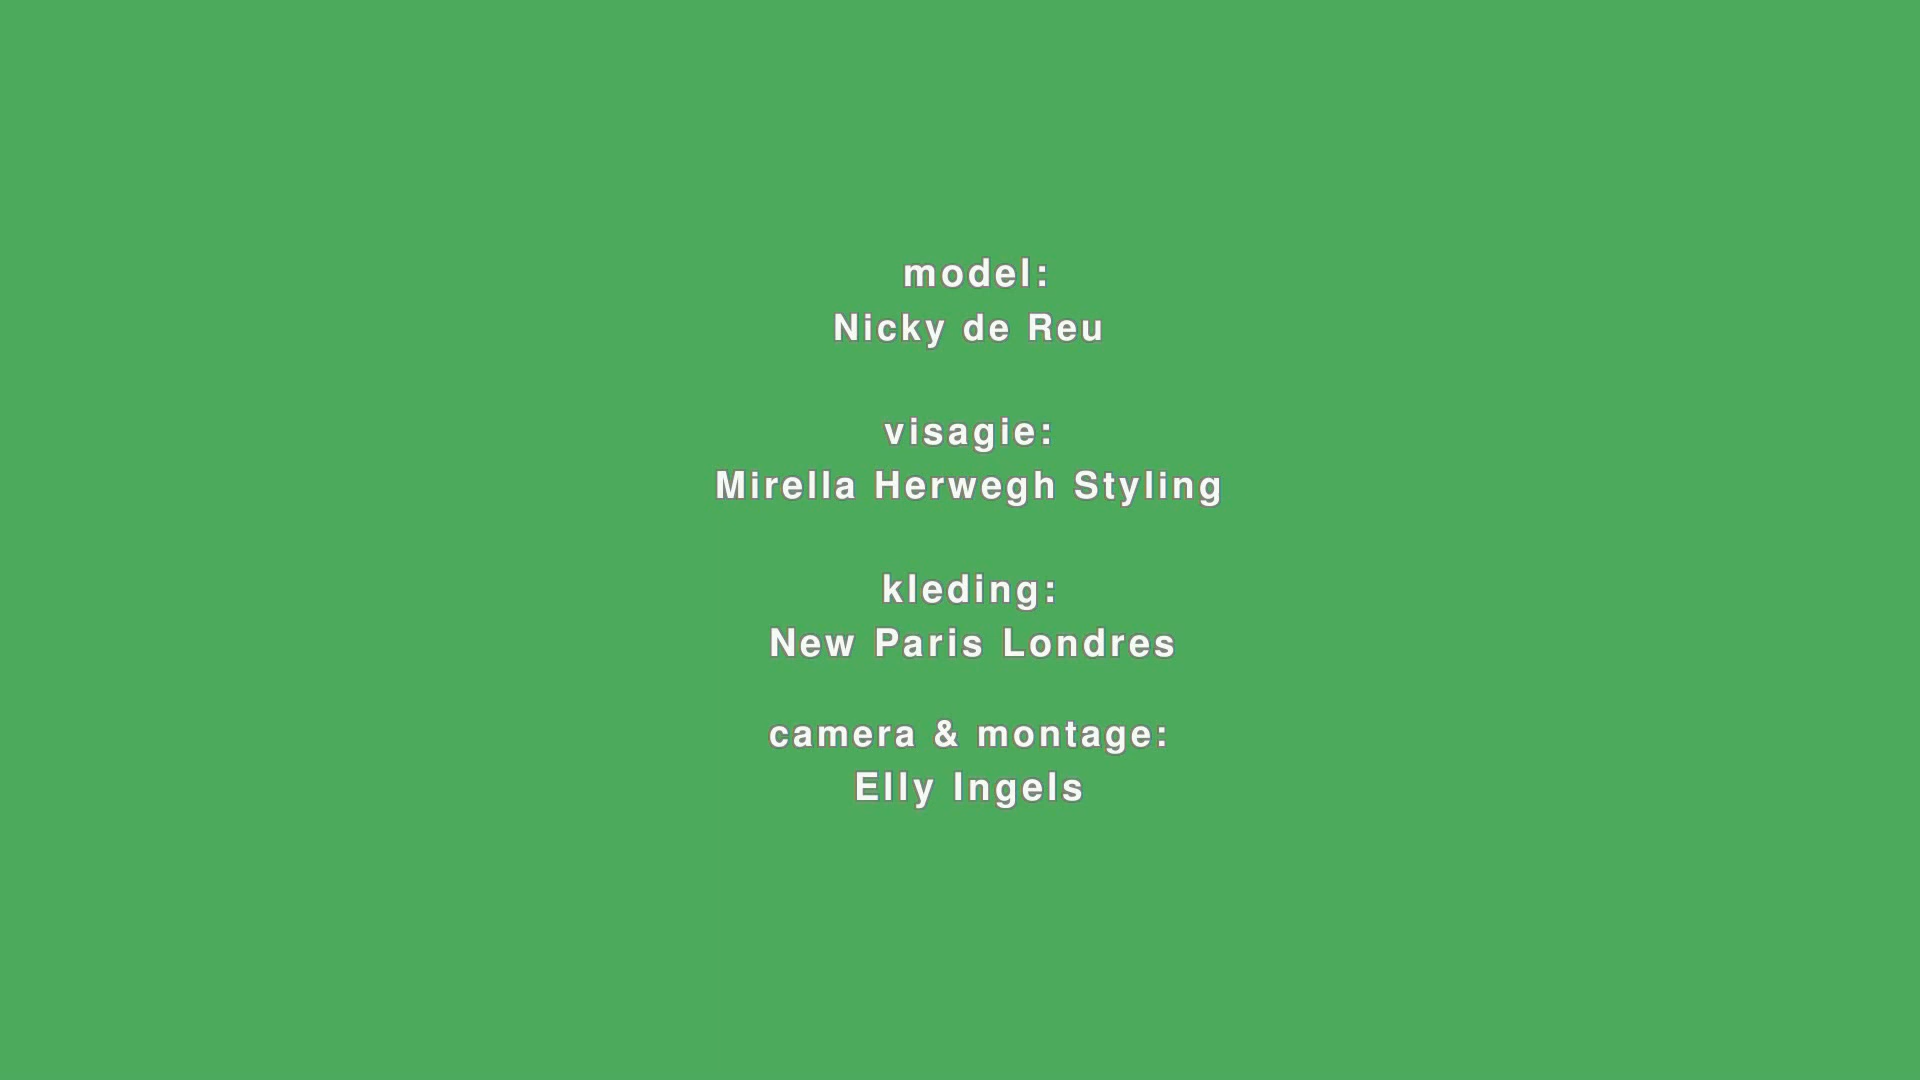 model:
Nicky de Reu
visagie:
Mirella Herwegh Styling
kleding:
New Paris Londres
camera & montage:
Elly Ingels